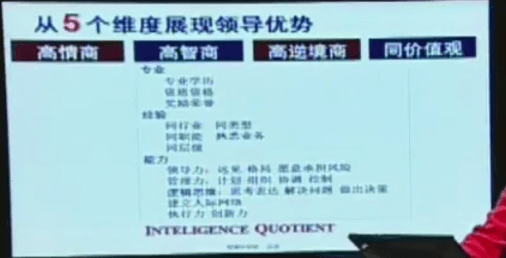 从5个维度展现领导优势
高情商 高智商 高逆境商 同价值观
专业
专业学历
资格
奖励荣誉
经验
同行业 同类型
同职能 熟悉业务
同层级
能力
领导力：远见 格局 愿意承担风险
管理力：计划 组织 协调 控制
逻辑思维：思考表达 解决问题 做出决策
建立人际网络
执行力 创新力
INTELIGENCE QUOTIENT